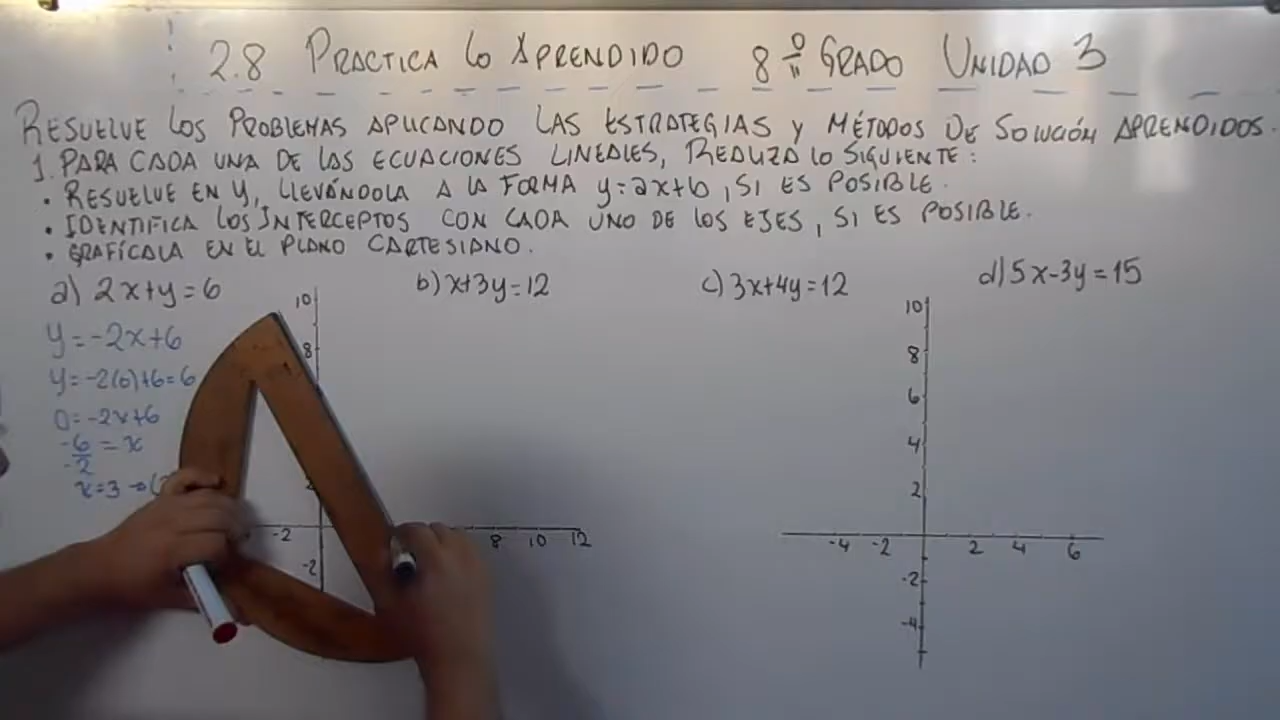 2.8 PRACTICA LO APRENDIDO 8º GRADO UNIDAD 3
RESUELVE LOS PROBLEMAS APLICANDO LAS ESTRATEGIAS Y MÉTODOS DE SOLUCIÓN APRENDIDOS.
1. PARA CADA UNA DE LAS ECUACIONES LINEALES, REALIZA LO SIGUIENTE:
• RESUELVE EN Y, LLEVÁNDOLA A LA FORMA y=ax+b, SI ES POSIBLE.
• IDENTIFICA LOS INTERCEPTOS CON CADA UNO DE LOS EJES, SI ES POSIBLE.
• GRAFÍCALA EN EL PLANO CARTESIANO.
a) 2x+y=6 b) x+3y=12 c) 3x+4y=12 d) 5x-3y=15
y=-2x+6
y=-2(0)+6=6
0=-2x+6
-6/-2 = x
x=3 →(
10
8
-2 8 10 12
-2
10
8
6
4
2
-4 -2 2 4 6
-2
-4